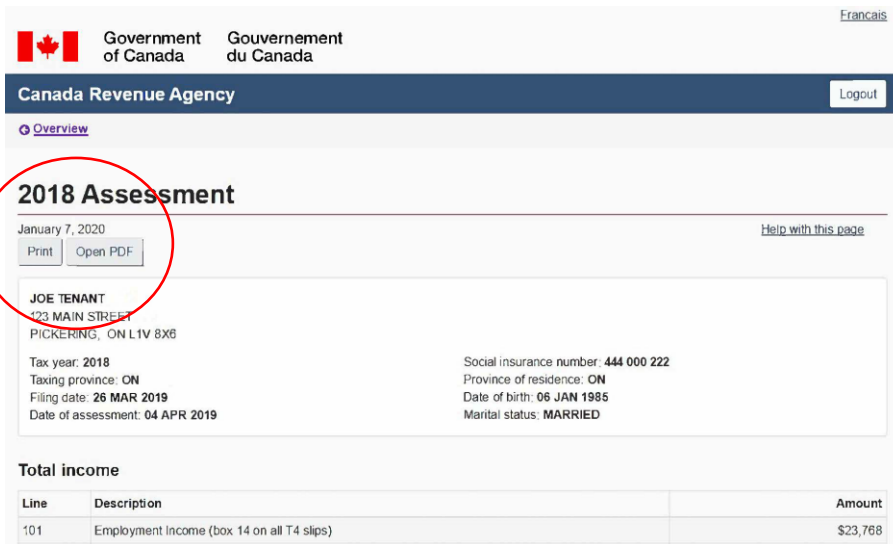 Francais
Government Gouvernement
of Canada du Canada
Canada Revenue Agency Logout
Overview
2018 Assessment
January 7, 2020 Help with this page
Print Open PDF
JOE TENANT
123 MAIN STREET
PICKERING, ON L1V 8X6
Tax year: 2018 Social insurance number: 444 000 222
Taxing province: ON Province of residence: ON
Filing date: 26 MAR 2019 Date of birth: 06 JAN 1985
Date of assessment: 04 APR 2019 Marital status: MARRIED
Total income
Line Description Amount
101 Employment Income (box 14 on all T4 slips) $23,768